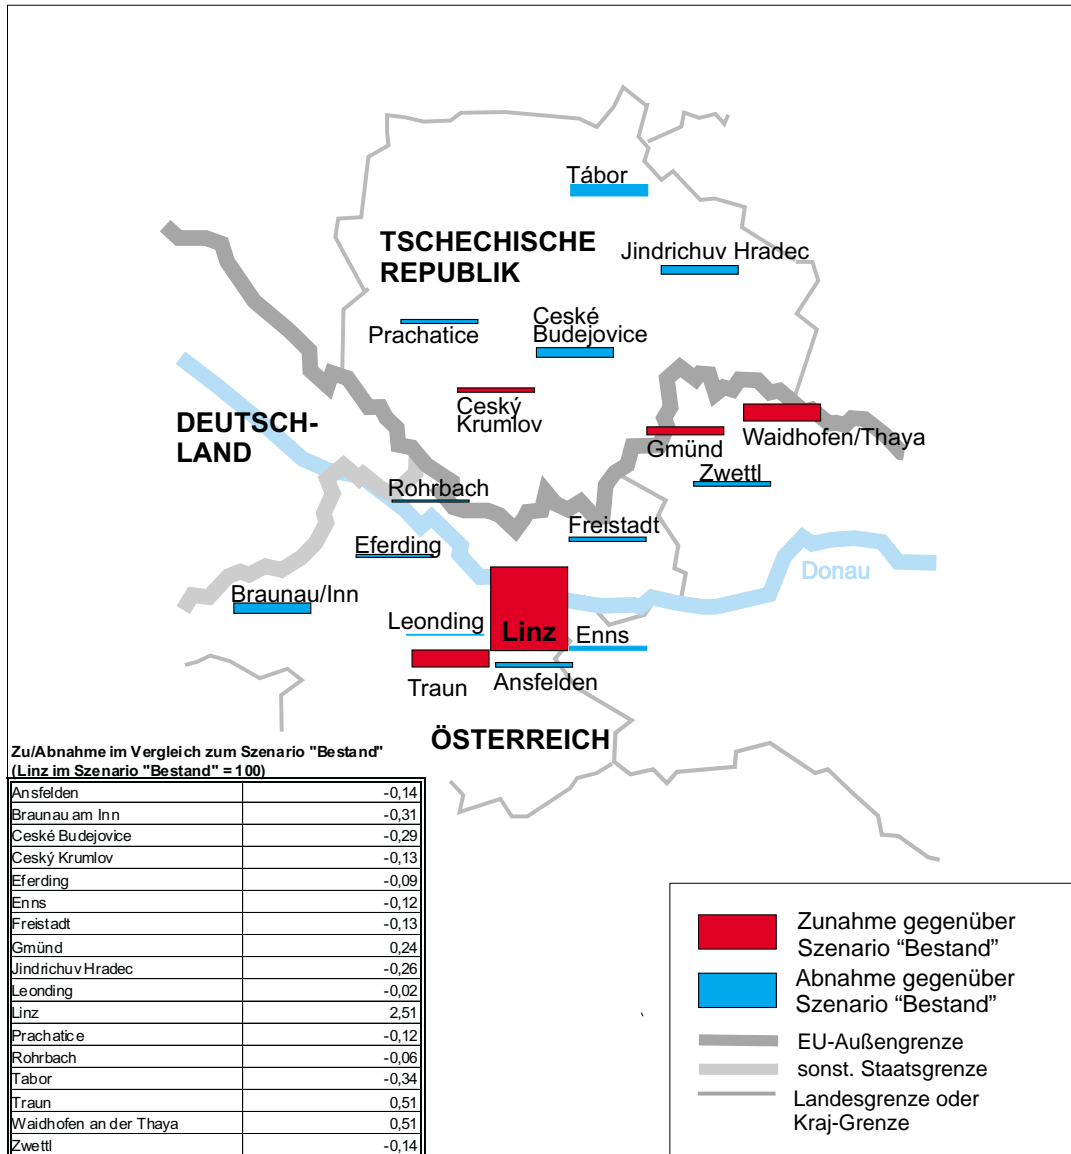 Tábor
TSCHECHISCHE
REPUBLIK
Jindrichuv Hradec
Prachatice
Ceské
Budejovice
DEUTSCH-
LAND
Ceský
Krumlov
Gmünd
Waidhofen/Thaya
Zwettl
Rohrbach
Freistadt
Eferding
Donau
Braunau/Inn
Leonding
Linz
Enns
Traun
Ansfelden
ÖSTERREICH
Zu/Abnahme im Vergleich zum Szenario "Bestand"
(Linz im Szenario "Bestand" = 100)
Ansfelden -0,14
Braunau am Inn -0,31
Ceské Budejovice -0,29
Ceský Krumlov -0,13
Eferding -0,09
Enns -0,12
Freistadt -0,13
Gmünd 0,24
Jindrichuv Hradec -0,26
Leonding -0,02
Linz 2,51
Prachatice -0,12
Rohrbach -0,06
Tabor -0,34
Traun 0,51
Waidhofen an der Thaya 0,51
Zwettl -0,14
Zunahme gegenüber
Szenario “Bestand”
Abnahme gegenüber
Szenario “Bestand”
EU-Außengrenze
sonst. Staatsgrenze
Landesgrenze oder
Kraj-Grenze